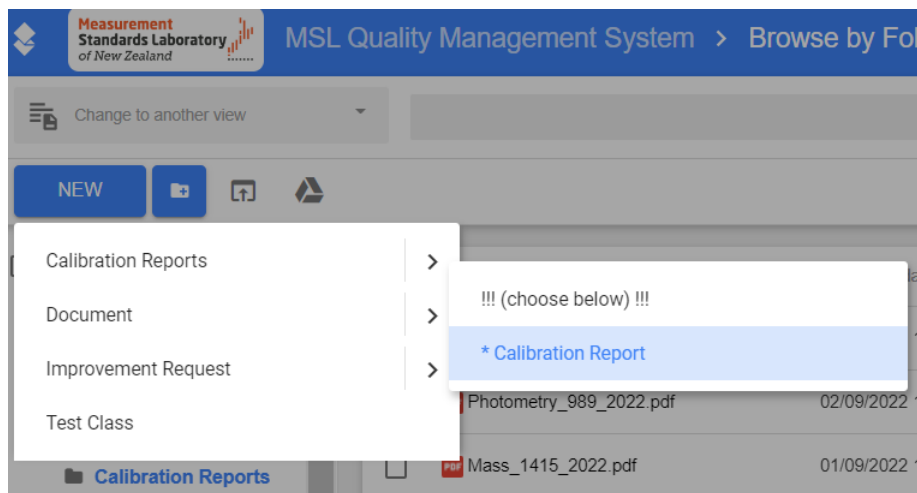 Measurement
Standards Laboratory
of New Zealand
MSL Quality Management System > Browse by Fol
Change to another view
NEW
Calibration Reports
Document
Improvement Request
Test Class
!!! (choose below) !!!
* Calibration Report
Photometry_989_2022.pdf 02/09/2022
Calibration Reports
PDF Mass_1415_2022.pdf 01/09/2022